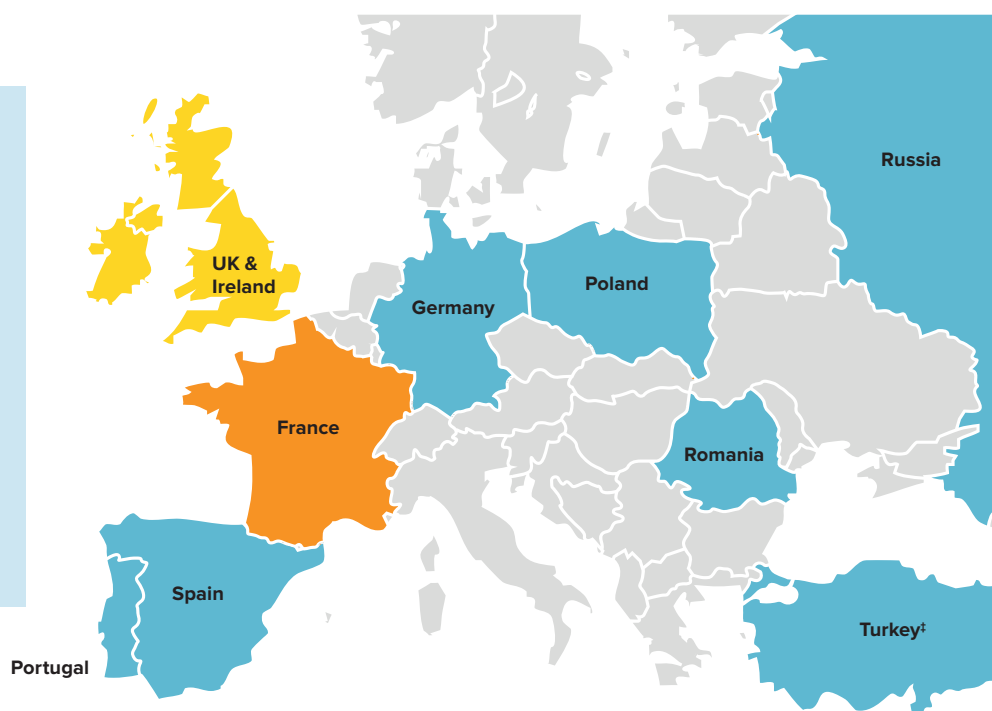 Russia
UK &
Ireland
Poland
Germany
France
Romania
Spain
Turkey‡
Portugal